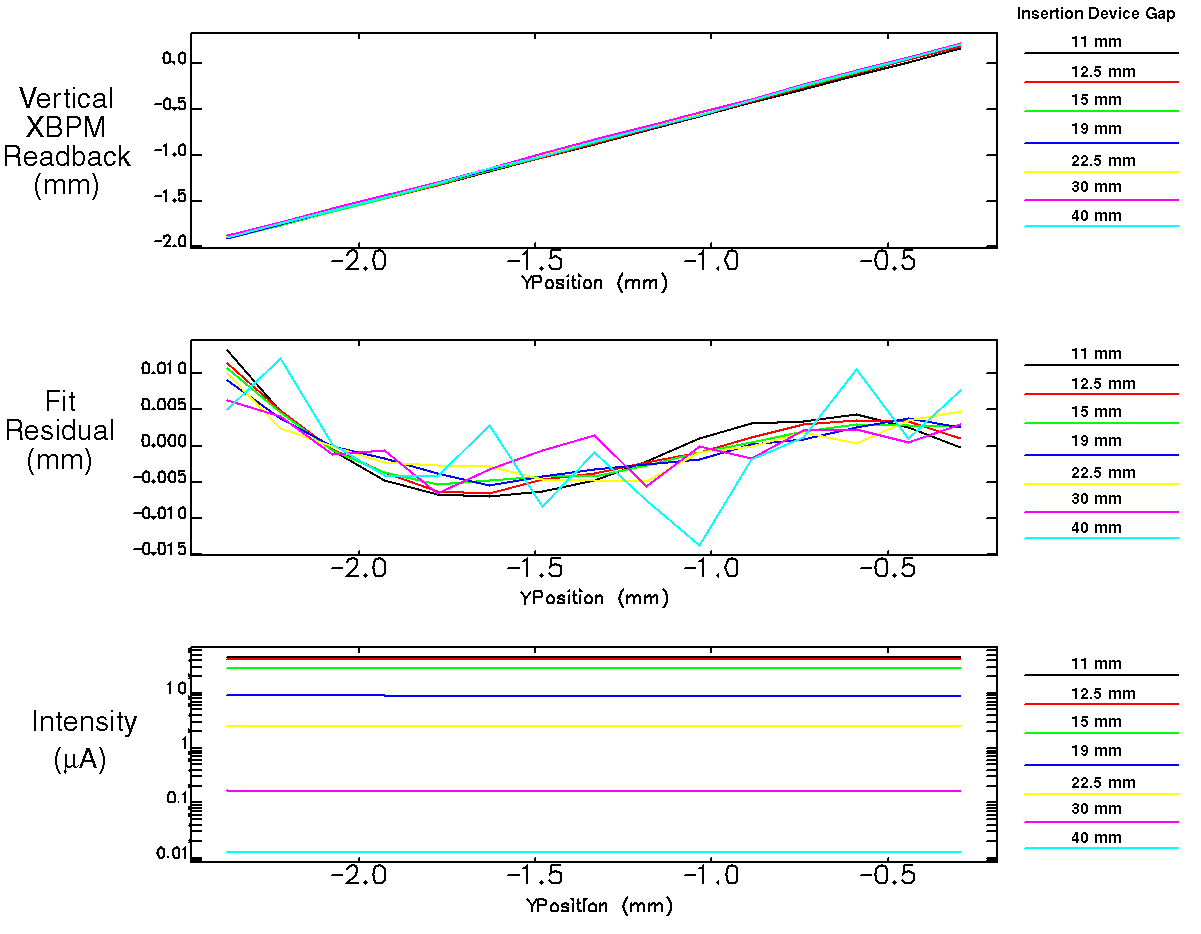 Insertion Device Gap
11 mm
12.5 mm
15 mm
19 mm
22.5 mm
30 mm
40 mm
Vertical
XBPM
Readback
(mm)
0.0
-0.5
-1.0
-1.5
-2.0
-2.0
-1.5
-1.0
-0.5
YPosition (mm)
Fit
Residual
(mm)
0.010
0.005
0.000
-0.005
-0.010
-0.015
-2.0
-1.5
-1.0
-0.5
YPosition (mm)
11 mm
12.5 mm
15 mm
19 mm
22.5 mm
30 mm
40 mm
Intensity
(µA)
10
1
0.1
0.01
-2.0
-1.5
-1.0
-0.5
YPosition (mm)
11 mm
12.5 mm
15 mm
19 mm
22.5 mm
30 mm
40 mm